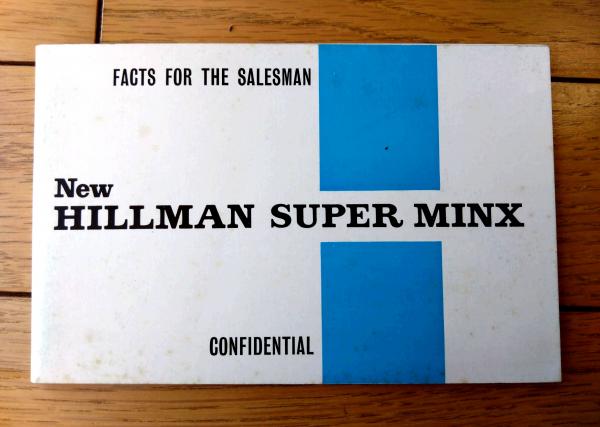 FACTS FOR THE SALESMAN
New
HILLMAN SUPER MINX
CONFIDENTIAL